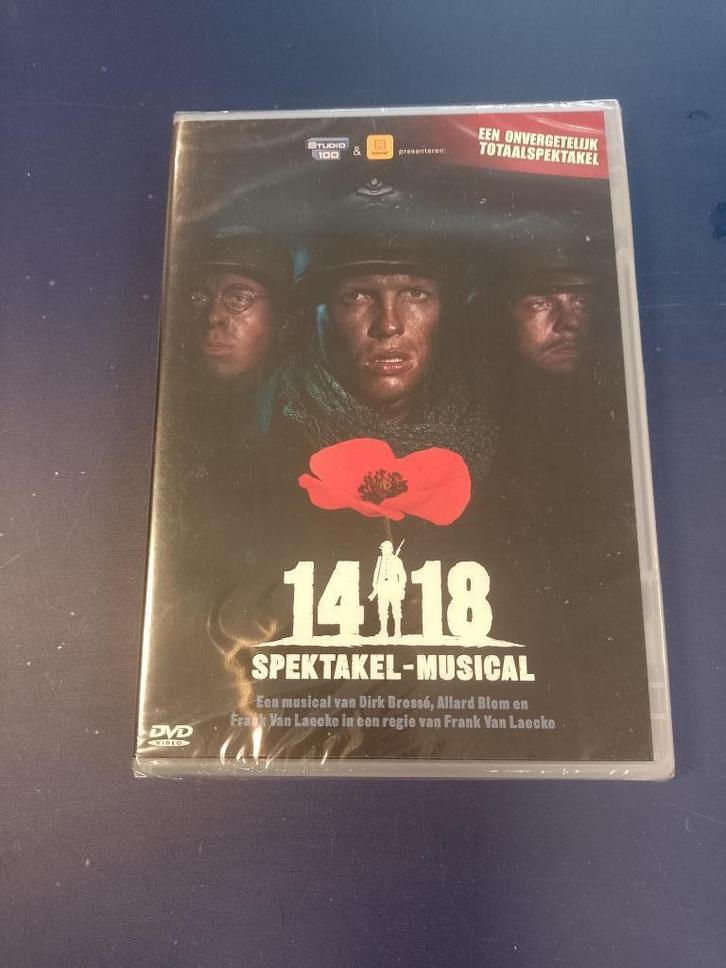 STUDIO 100 & presenteren:
EEN ONVERGETELIJK
TOTAALSPEKTAKEL
14 18
SPEKTAKEL-MUSICAL
Een musical van Dirk Brossé, Allard Blom en
Frank Van Laecke in een regie van Frank Van Laecke
DVD
VIDEO